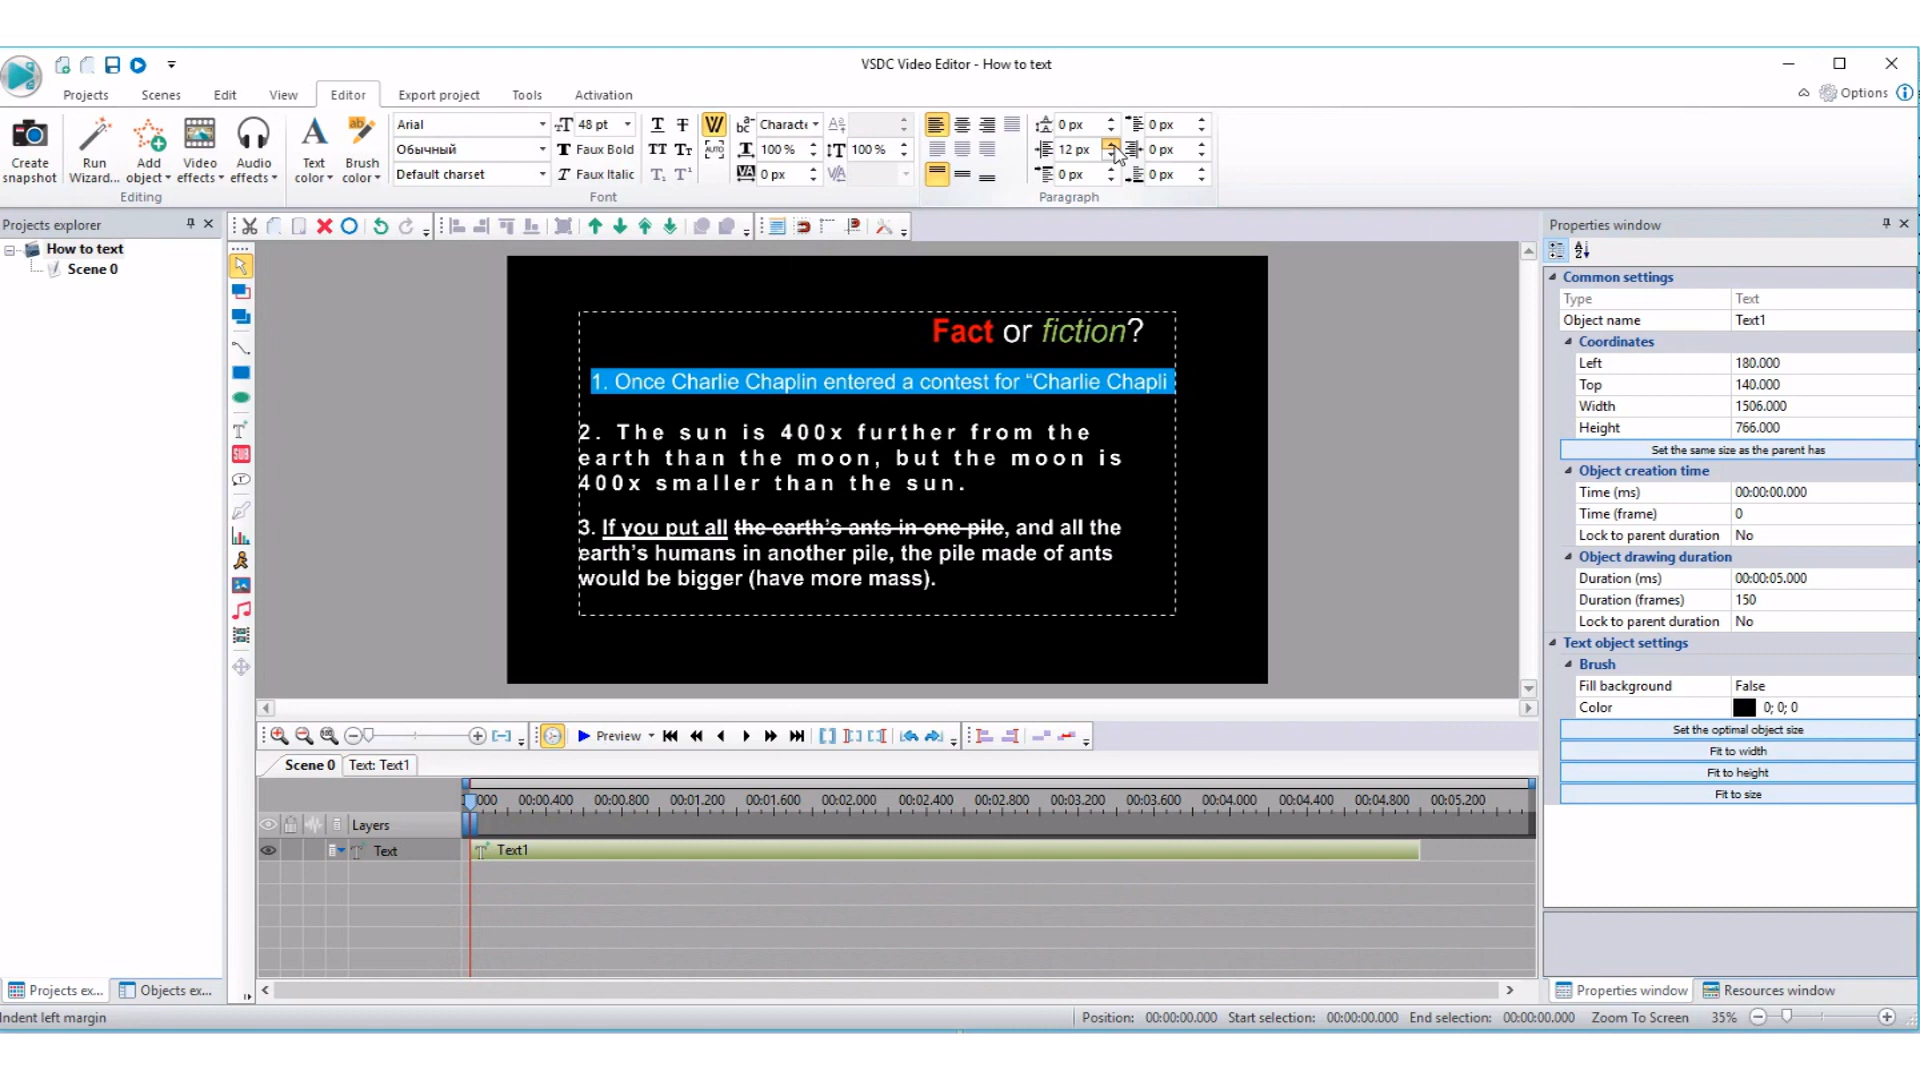 VSDC Video Editor - How to text
Projects
Scenes
Edit
View
Editor
Export project
Tools
Activation
Options
Create snapshot
Run Wizard...
Add object
Video effects
Audio effects
Editing
Text color
Brush color
Arial
48 pt
Обычный
Faux Bold
Default charset
Faux Italic
Font
TT
Tт
AUTO
Characte
100 %
100 %
0 px
0 px
0 px
12 px
0 px
0 px
0 px
Paragraph
Projects explorer
How to text
Scene 0
SUB
Fact or fiction?
1. Once Charlie Chaplin entered a contest for “Charlie Chapli
2. The sun is 400x further from the
earth than the moon, but the moon is
400x smaller than the sun.
3. If you put all the earth’s ants in one pile, and all the
earth’s humans in another pile, the pile made of ants
would be bigger (have more mass).
Properties window
Common settings
Type Text
Object name Text1
Coordinates
Left 180.000
Top 140.000
Width 1506.000
Height 766.000
Set the same size as the parent has
Object creation time
Time (ms) 00:00:00.000
Time (frame) 0
Lock to parent duration No
Object drawing duration
Duration (ms) 00:00:05.000
Duration (frames) 150
Lock to parent duration No
Text object settings
Brush
Fill background False
Color 0; 0; 0
Set the optimal object size
Fit to width
Fit to height
Fit to size
Preview
Scene 0
Text: Text1
000 00:00.400 00:00.800 00:01.200 00:01.600 00:02.000 00:02.400 00:02.800 00:03.200 00:03.600 00:04.000 00:04.400 00:04.800 00:05.200
Layers
Text
Text1
Projects ex...
Objects ex...
Properties window
Resources window
Indent left margin
Position: 00:00:00.000 Start selection: 00:00:00.000 End selection: 00:00:00.000 Zoom To Screen 35%